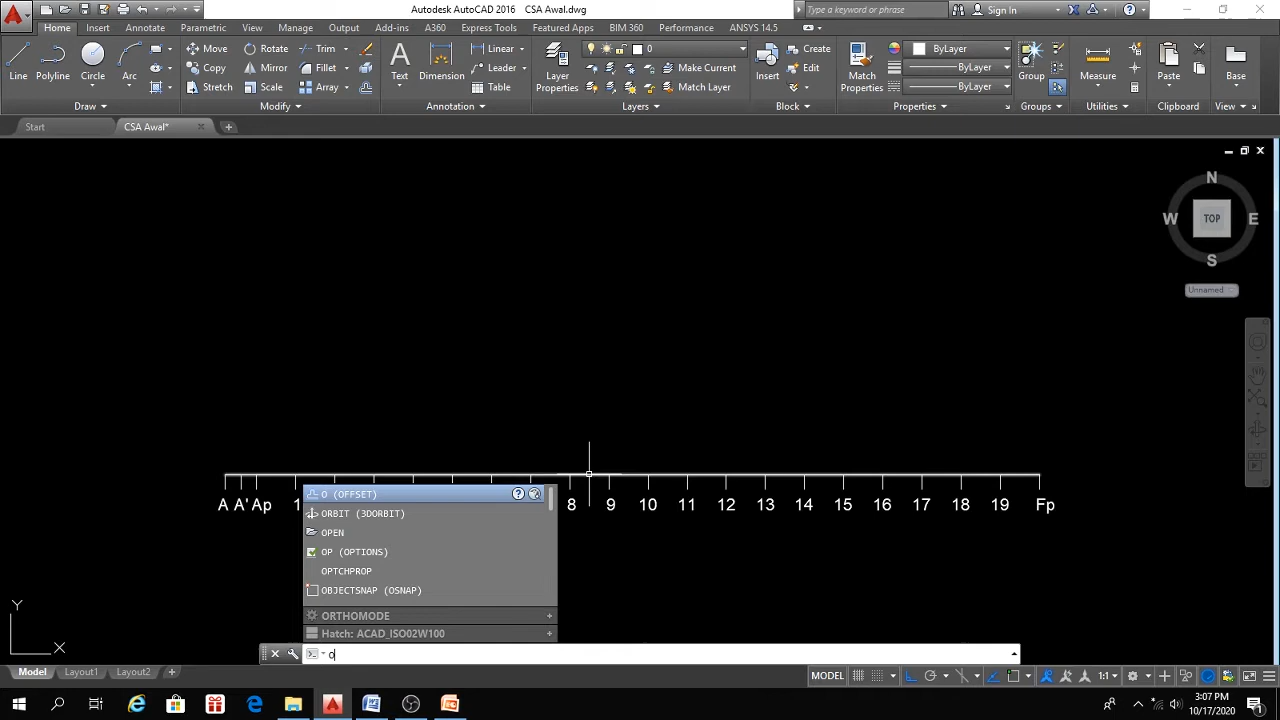 Autodesk AutoCAD 2016 CSA Awal.dwg
Type a keyword or phrase
Sign In
Home Insert Annotate Parametric View Manage Output Add-ins A360 Express Tools Featured Apps BIM 360 Performance ANSYS 14.5
Line Polyline Circle Arc
Move Rotate Trim
Copy Mirror Fillet
Stretch Scale Array
Text Dimension
Linear
Leader
Table
Layer Properties
0
Make Current
Match Layer
Insert
Create
Edit
Match Properties
ByLayer
ByLayer
ByLayer
Group
Measure
Paste
Base
Draw Modify Annotation Layers Block Properties Groups Utilities Clipboard View
Start CSA Awal*
N
W TOP E
S
Unnamed
A A' Ap 1 8 9 10 11 12 13 14 15 16 17 18 19 Fp
O (OFFSET)
ORBIT (3DORBIT)
OPEN
OP (OPTIONS)
OPTCHPROP
OBJECTSNAP (OSNAP)
ORTHOMODE
Hatch: ACAD_ISO02W100
Y
X
o
Model Layout1 Layout2 +
MODEL 1:1
3:07 PM
10/17/2020